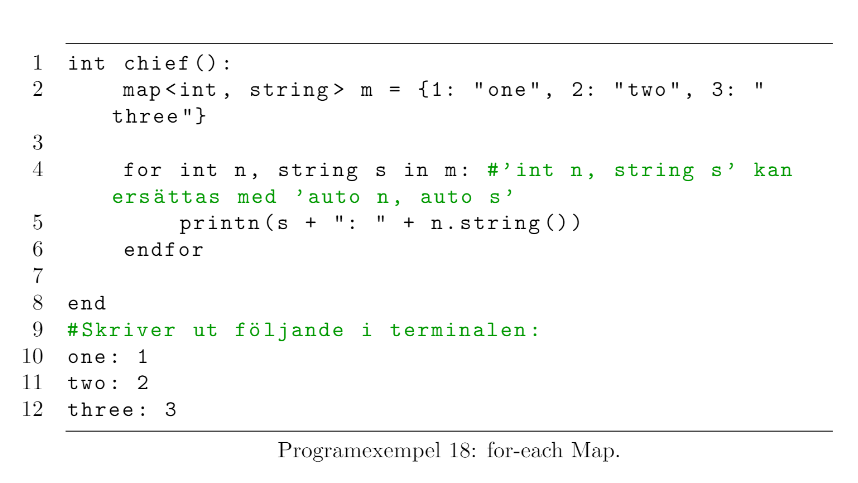 1 int chief():
2     map<int, string> m = {1: "one", 2: "two", 3: "
three"}
3
4     for int n, string s in m: #'int n, string s' kan
ersättas med 'auto n, auto s'
5         printn(s + ": " + n.string())
6     endfor
7
8 end
9 #Skriver ut följande i terminalen:
10 one: 1
11 two: 2
12 three: 3
Programexempel 18: for-each Map.